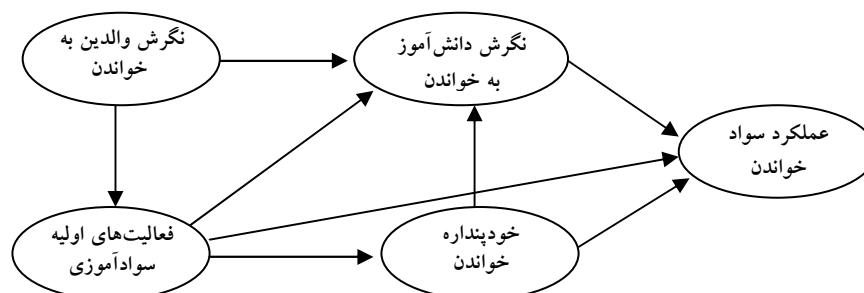 نگرش والدین به
خواندن
نگرش دانش‌آموز
به خواندن
عملکرد سواد
خواندن
فعالیت‌های اولیه
سوادآموزی
خودپنداره
خواندن